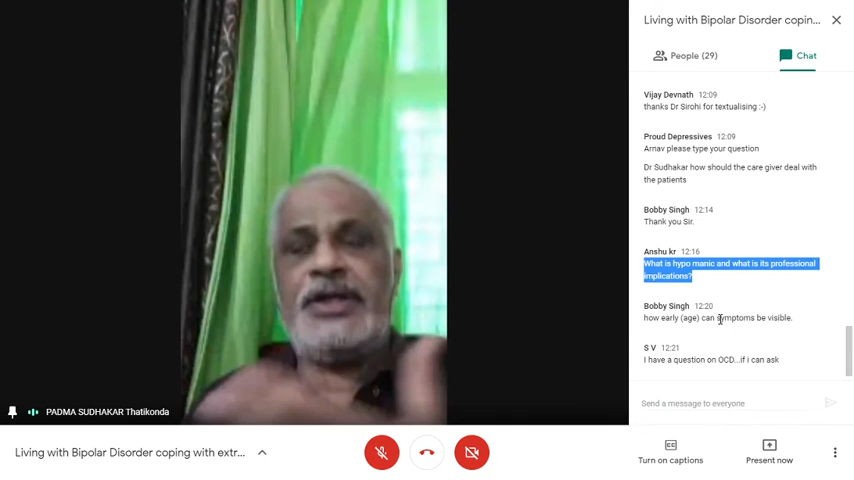 Living with Bipolar Disorder copin...
People (29)
Chat
Vijay Devnath 12:09
thanks Dr Sirohi for textualising :-)
Proud Depressives 12:09
Arnav please type your question
Dr Sudhakar how should the care giver deal with
the patients
Bobby Singh 12:14
Thank you Sir.
Anshu kr 12:16
What is hypo manic and what is its professional
implications?
Bobby Singh 12:20
how early (age) can symptoms be visible.
S V 12:21
I have a question on OCD...if i can ask
Send a message to everyone
PADMA SUDHAKAR Thatikonda
Living with Bipolar Disorder coping with extr...
Turn on captions
Present now